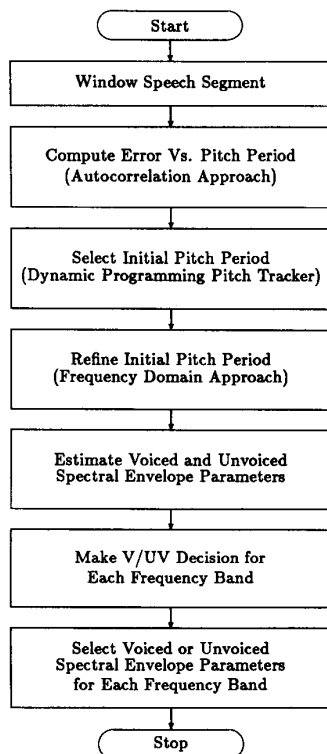 Start
Window Speech Segment
Compute Error Vs. Pitch Period
(Autocorrelation Approach)
Select Initial Pitch Period
(Dynamic Programming Pitch Tracker)
Refine Initial Pitch Period
(Frequency Domain Approach)
Estimate Voiced and Unvoiced
Spectral Envelope Parameters
Make V/UV Decision for
Each Frequency Band
Select Voiced or Unvoiced
Spectral Envelope Parameters
for Each Frequency Band
Stop